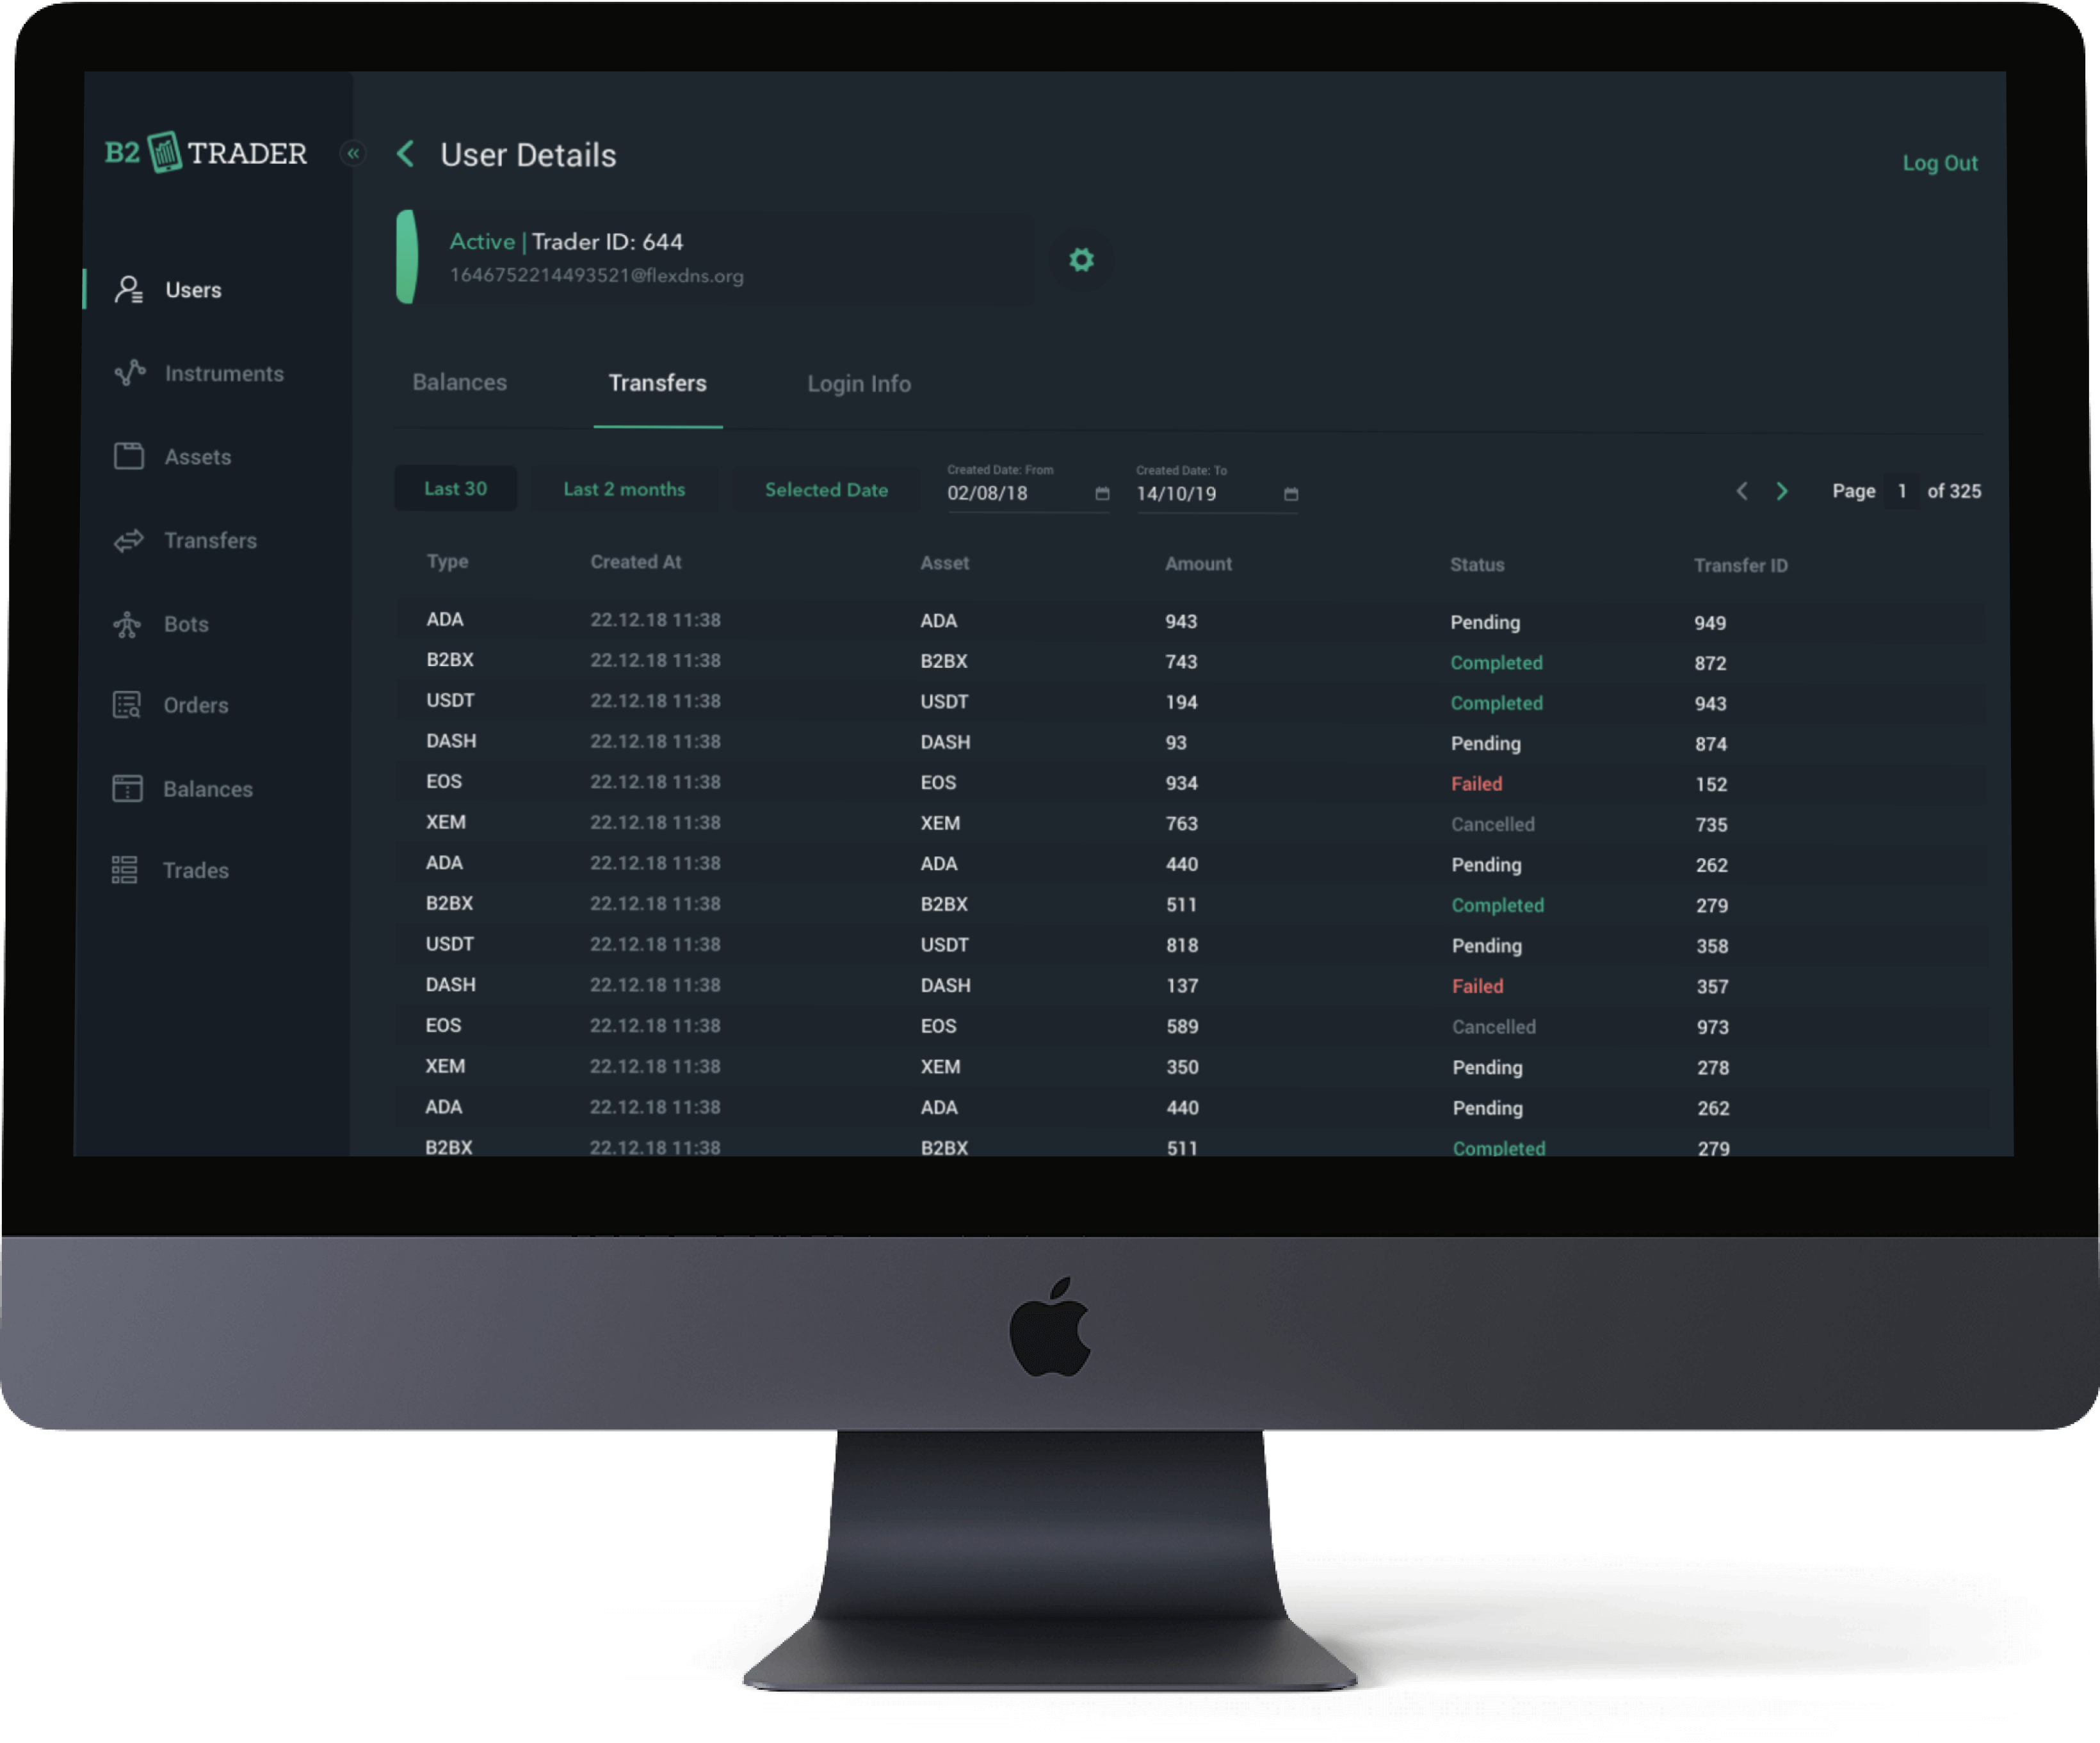 B2 TRADER
«
User Details
Log Out
Active | Trader ID: 644
1646752214493521@flexdns.org
Users
Instruments
Assets
Transfers
Bots
Orders
Balances
Trades
Balances Transfers Login Info
Last 30 Last 2 months Selected Date
Created Date: From
02/08/18
Created Date: To
14/10/19
Page 1 of 325
Type Created At Asset Amount Status Transfer ID
ADA 22.12.18 11:38 ADA 943 Pending 949
B2BX 22.12.18 11:38 B2BX 743 Completed 872
USDT 22.12.18 11:38 USDT 194 Completed 943
DASH 22.12.18 11:38 DASH 93 Pending 874
EOS 22.12.18 11:38 EOS 934 Failed 152
XEM 22.12.18 11:38 XEM 763 Cancelled 735
ADA 22.12.18 11:38 ADA 440 Pending 262
B2BX 22.12.18 11:38 B2BX 511 Completed 279
USDT 22.12.18 11:38 USDT 818 Pending 358
DASH 22.12.18 11:38 DASH 137 Failed 357
EOS 22.12.18 11:38 EOS 589 Cancelled 973
XEM 22.12.18 11:38 XEM 350 Pending 278
ADA 22.12.18 11:38 ADA 440 Pending 262
B2BX 22.12.18 11:38 B2BX 511 Completed 279